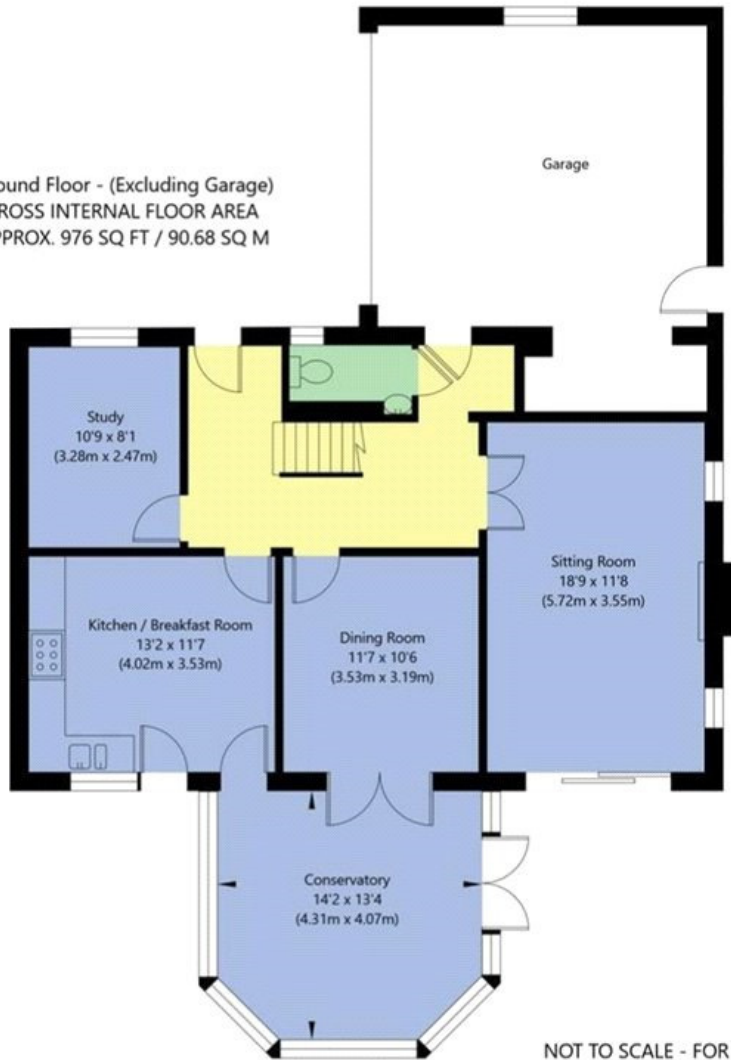 ound Floor - (Excluding Garage)
ROSS INTERNAL FLOOR AREA
PPROX. 976 SQ FT / 90.68 SQ M
Garage
Study
10'9 x 8'1
(3.28m x 2.47m)
Sitting Room
18'9 x 11'8
(5.72m x 3.55m)
Kitchen / Breakfast Room
13'2 x 11'7
(4.02m x 3.53m)
Dining Room
11'7 x 10'6
(3.53m x 3.19m)
Conservatory
14'2 x 13'4
(4.31m x 4.07m)
NOT TO SCALE - FOR